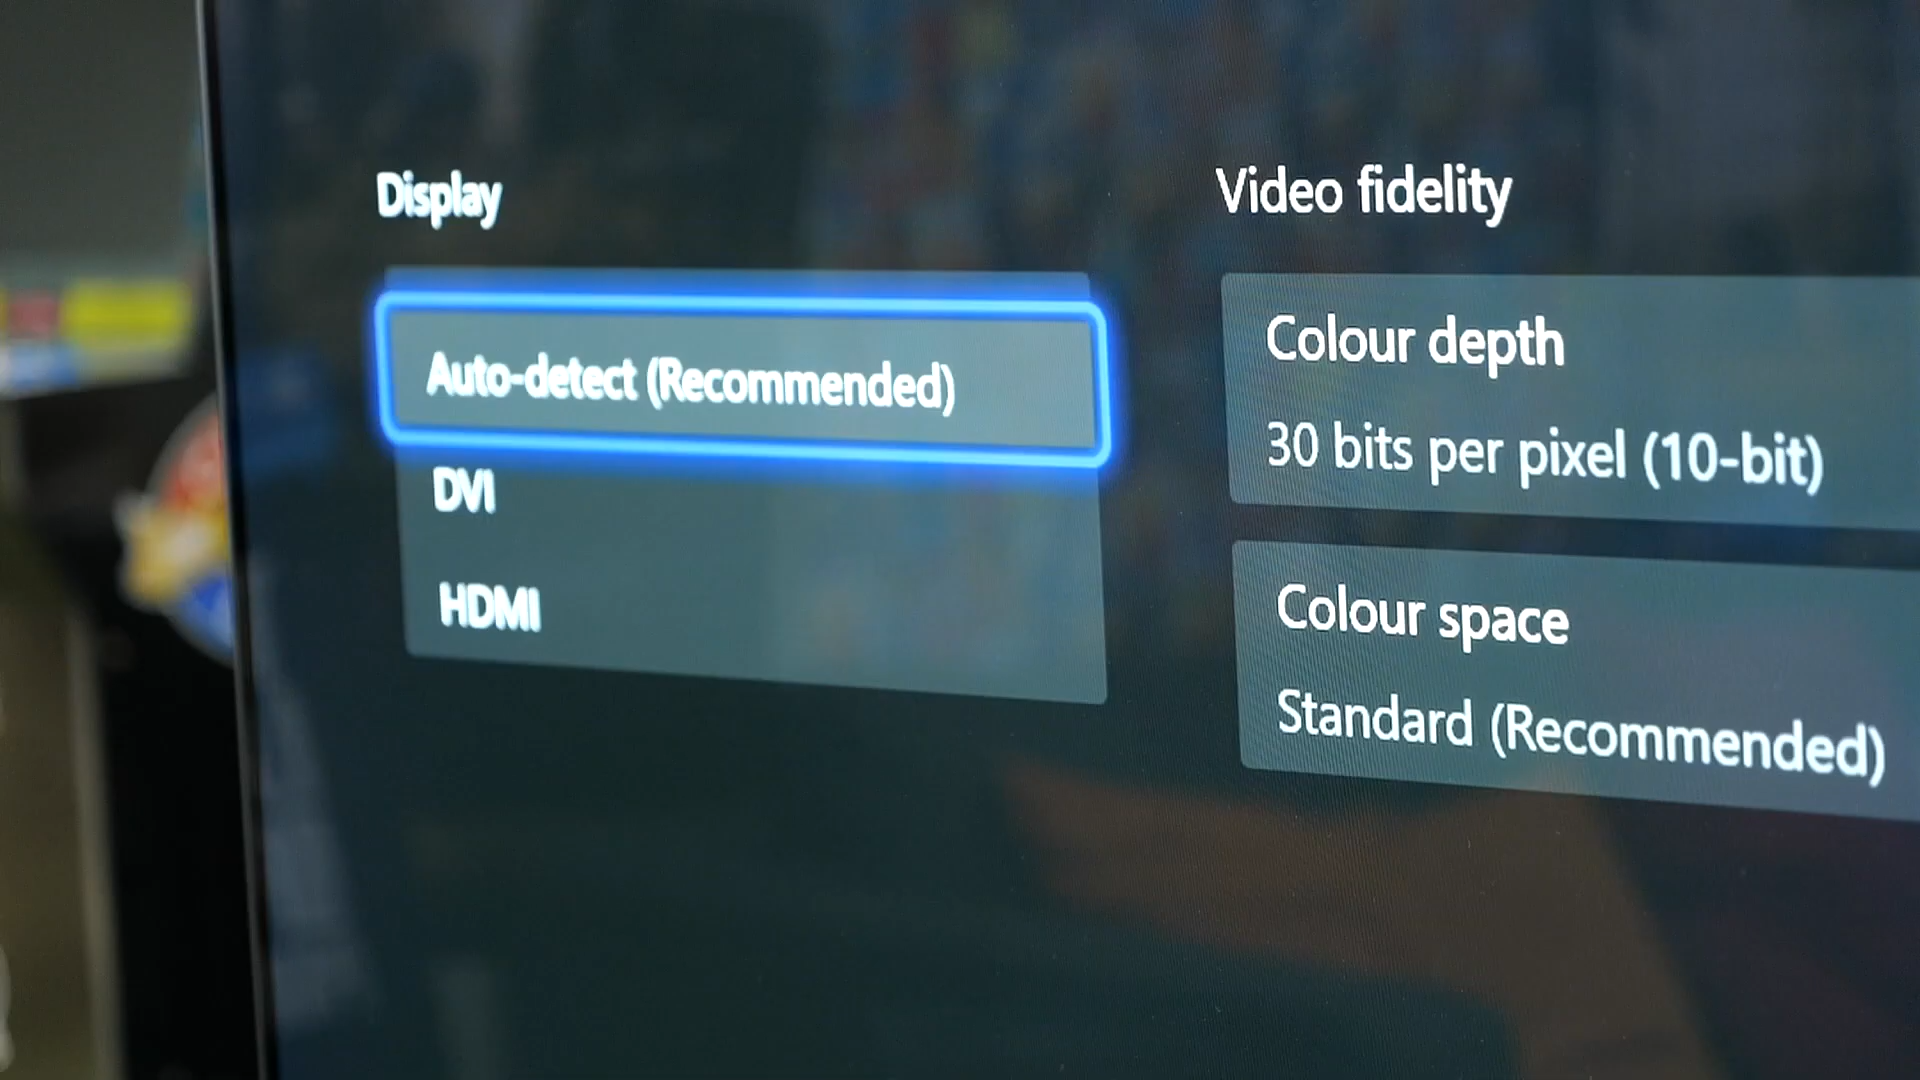 Display
Auto-detect (Recommended)
DVI
HDMI
Video fidelity
Colour depth
30 bits per pixel (10-bit)
Colour space
Standard (Recommended)